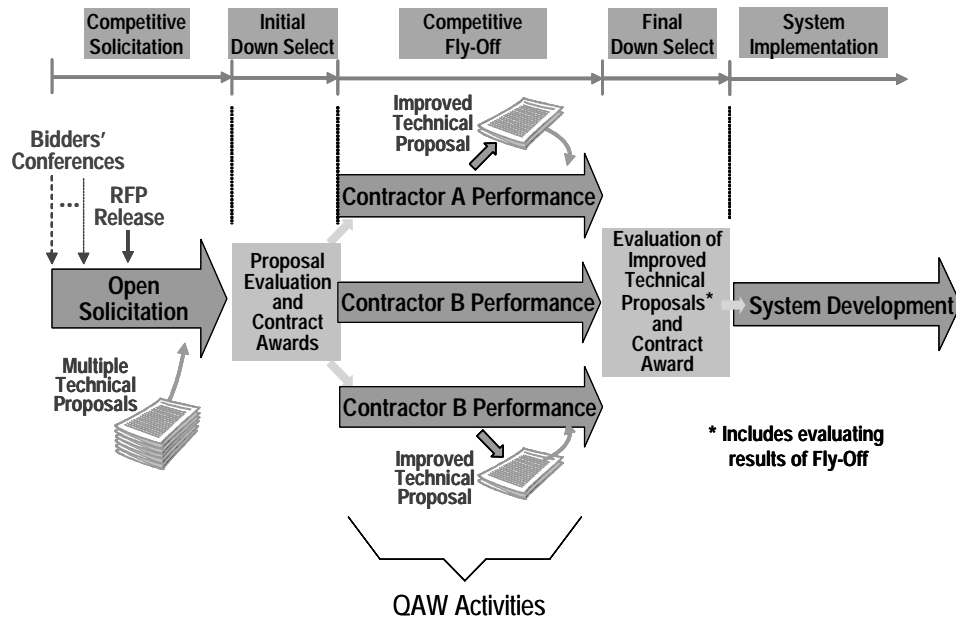 Competitive
Solicitation
Initial
Down Select
Competitive
Fly-Off
Final
Down Select
System
Implementation
Bidders’
Conferences
...
RFP
Release
Open
Solicitation
Multiple
Technical
Proposals
Proposal
Evaluation
and
Contract
Awards
Improved
Technical
Proposal
Contractor A Performance
Contractor B Performance
Contractor B Performance
Improved
Technical
Proposal
Evaluation of
Improved
Technical
Proposals*
and
Contract
Award
System Development
* Includes evaluating
results of Fly-Off
QAW Activities